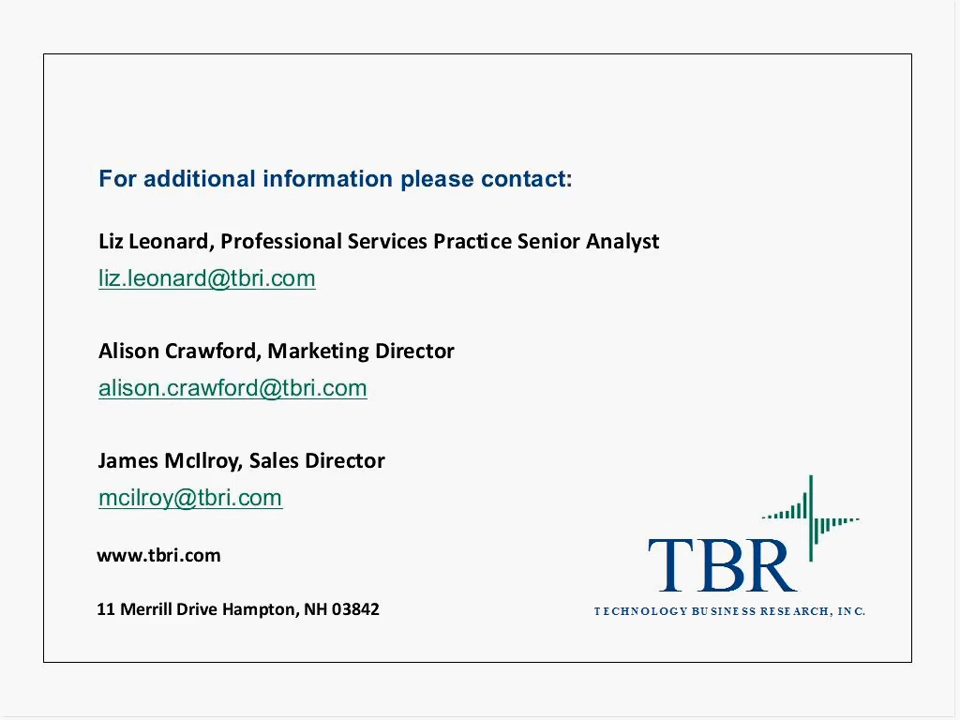 For additional information please contact:
Liz Leonard, Professional Services Practice Senior Analyst
liz.leonard@tbri.com
Alison Crawford, Marketing Director
alison.crawford@tbri.com
James McIlroy, Sales Director
mcilroy@tbri.com
www.tbri.com
11 Merrill Drive Hampton, NH 03842
TBR
TECHNOLOGY BUSINESS RESEARCH, INC.